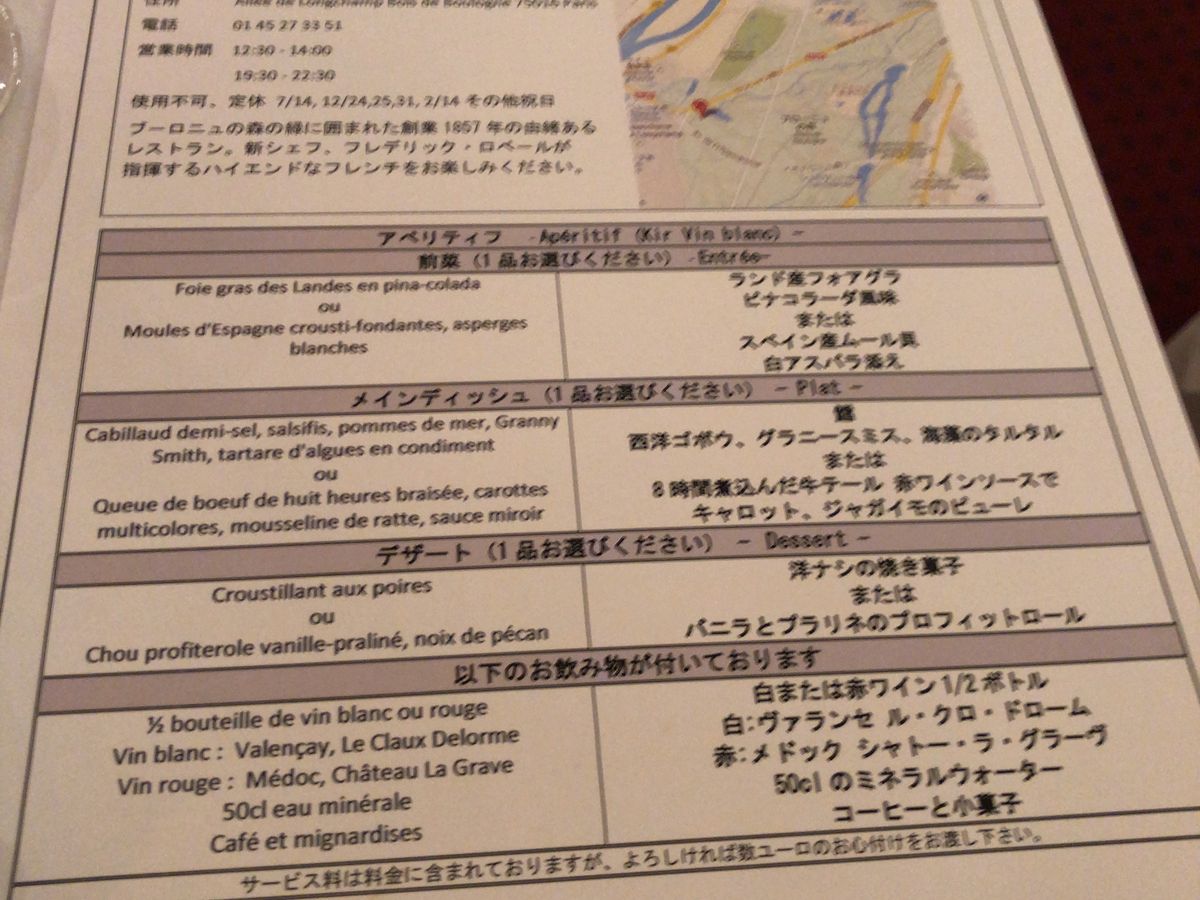 住所 Allée de Longchamp Bois de Boulogne 75016 Paris
電話 01 45 27 33 51
営業時間 12:30 - 14:00
19:30 - 22:30
使用不可、定休 7/14, 12/24,25,31, 2/14 その他祝日
ブーロニュの森の緑に囲まれた創業 1857 年の由緒ある
レストラン。新シェフ、フレデリック・ロベールが
指揮するハイエンドなフレンチをお楽しみください。
アペリティフ -Apéritif (Kir Vin blanc) -
前菜 (1 品お選びください) -Entrée-
Foie gras des Landes en pina-colada
ou
Moules d'Espagne crousti-fondantes, asperges
blanches
ランド産フォアグラ
ピナコラーダ風味
または
スペイン産ムール貝
白アスパラ添え
メインディッシュ (1 品お選びください) - Plat -
Cabillaud demi-sel, salsifis, pommes de mer, Granny
Smith, tartare d'algues en condiment
ou
Queue de boeuf de huit heures braisée, carottes
multicolores, mousseline de ratte, sauce miroir
鱈
西洋ゴボウ、グラニースミス、海藻のタルタル
または
8 時間煮込んだ牛テール 赤ワインソースで
キャロット、ジャガイモのピューレ
デザート (1 品お選びください) - Dessert -
Croustillant aux poires
ou
Chou profiterole vanille-praliné, noix de pécan
洋ナシの焼き菓子
または
バニラとプラリネのプロフィットロール
以下のお飲み物が付いております
½ bouteille de vin blanc ou rouge
Vin blanc : Valençay, Le Claux Delorme
Vin rouge : Médoc, Château La Grave
50cl eau minérale
Café et mignardises
白または赤ワイン 1/2 ボトル
白:ヴァランセ ル・クロ・ドローム
赤:メドック シャトー・ラ・グラーヴ
50cl のミネラルウォーター
コーヒーと小菓子
サービス料は料金に含まれておりますが、よろしければ数ユーロのお心付けをお渡し下さい。